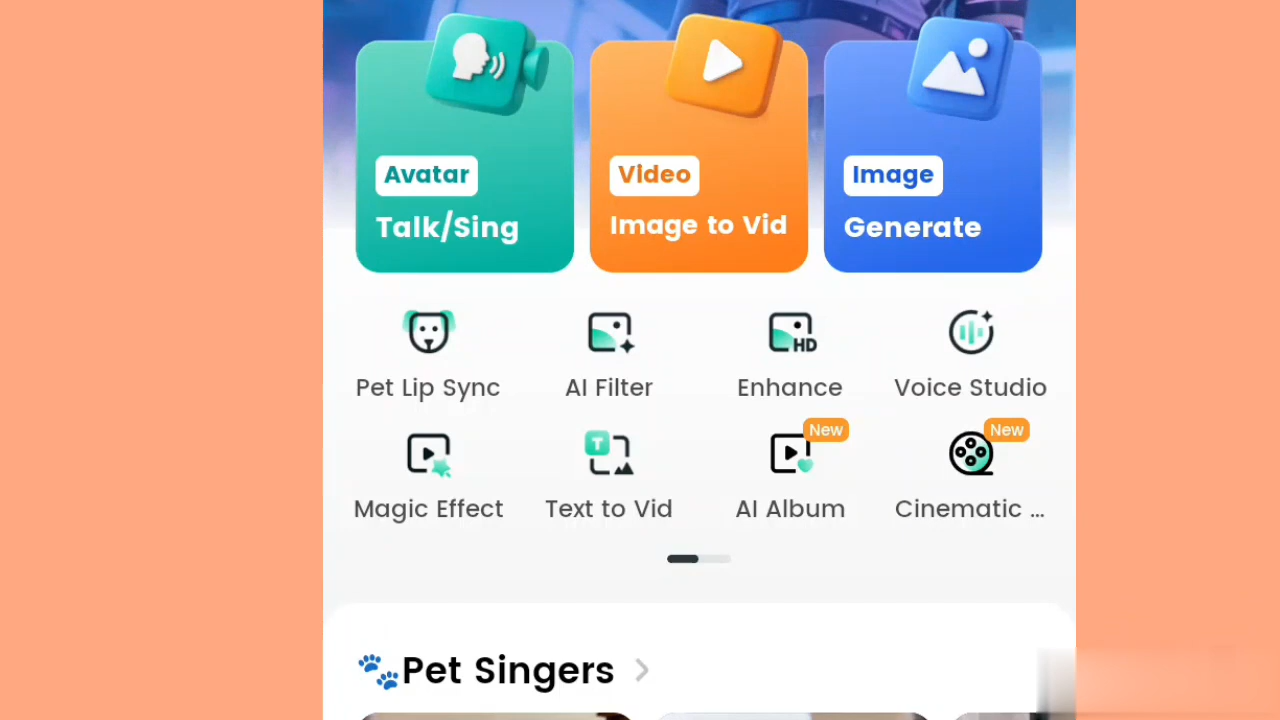 Avatar
Talk/Sing
Video
Image to Vid
Image
Generate
Pet Lip Sync
AI Filter
HD
Enhance
Voice Studio
Magic Effect
T
Text to Vid
New
AI Album
New
Cinematic ...
Pet Singers